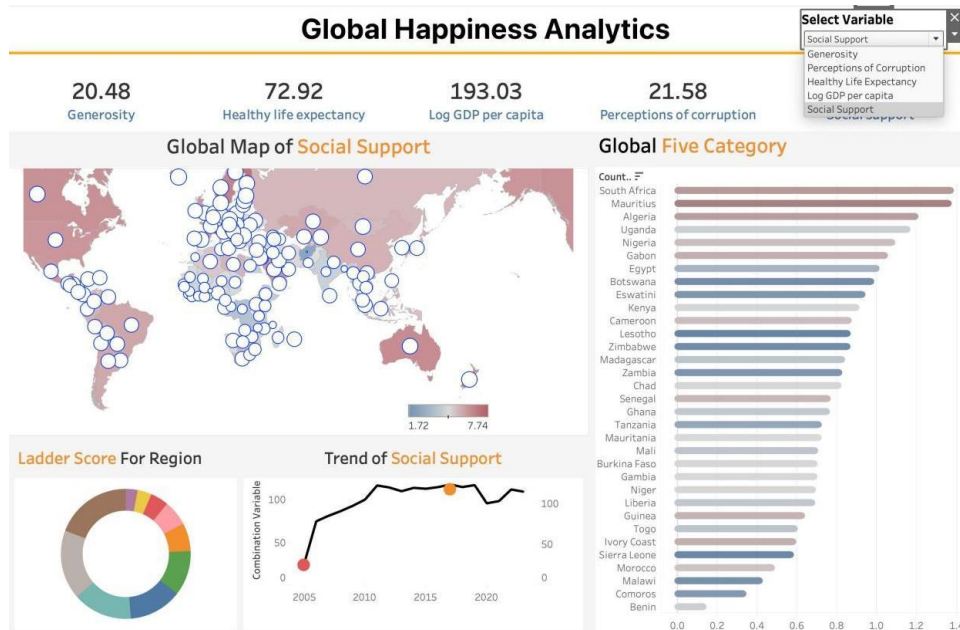 Global Happiness Analytics
Select Variable
Social Support
Generosity
Perceptions of Corruption
Healthy Life Expectancy
Log GDP per capita
Social Support
20.48
Generosity
72.92
Healthy life expectancy
193.03
Log GDP per capita
21.58
Perceptions of corruption
Social Support
Global Map of Social Support
1.72
7.74
Global Five Category
Count..
South Africa
Mauritius
Algeria
Uganda
Nigeria
Gabon
Egypt
Botswana
Eswatini
Kenya
Cameroon
Lesotho
Zimbabwe
Madagascar
Zambia
Chad
Senegal
Ghana
Tanzania
Mauritania
Mali
Burkina Faso
Gambia
Niger
Liberia
Guinea
Togo
Ivory Coast
Sierra Leone
Morocco
Malawi
Comoros
Benin
0.0 0.2 0.4 0.6 0.8 1.0 1.2 1.4
Ladder Score For Region
Trend of Social Support
Combination Variable
100
50
0
100
50
0
2005 2010 2015 2020